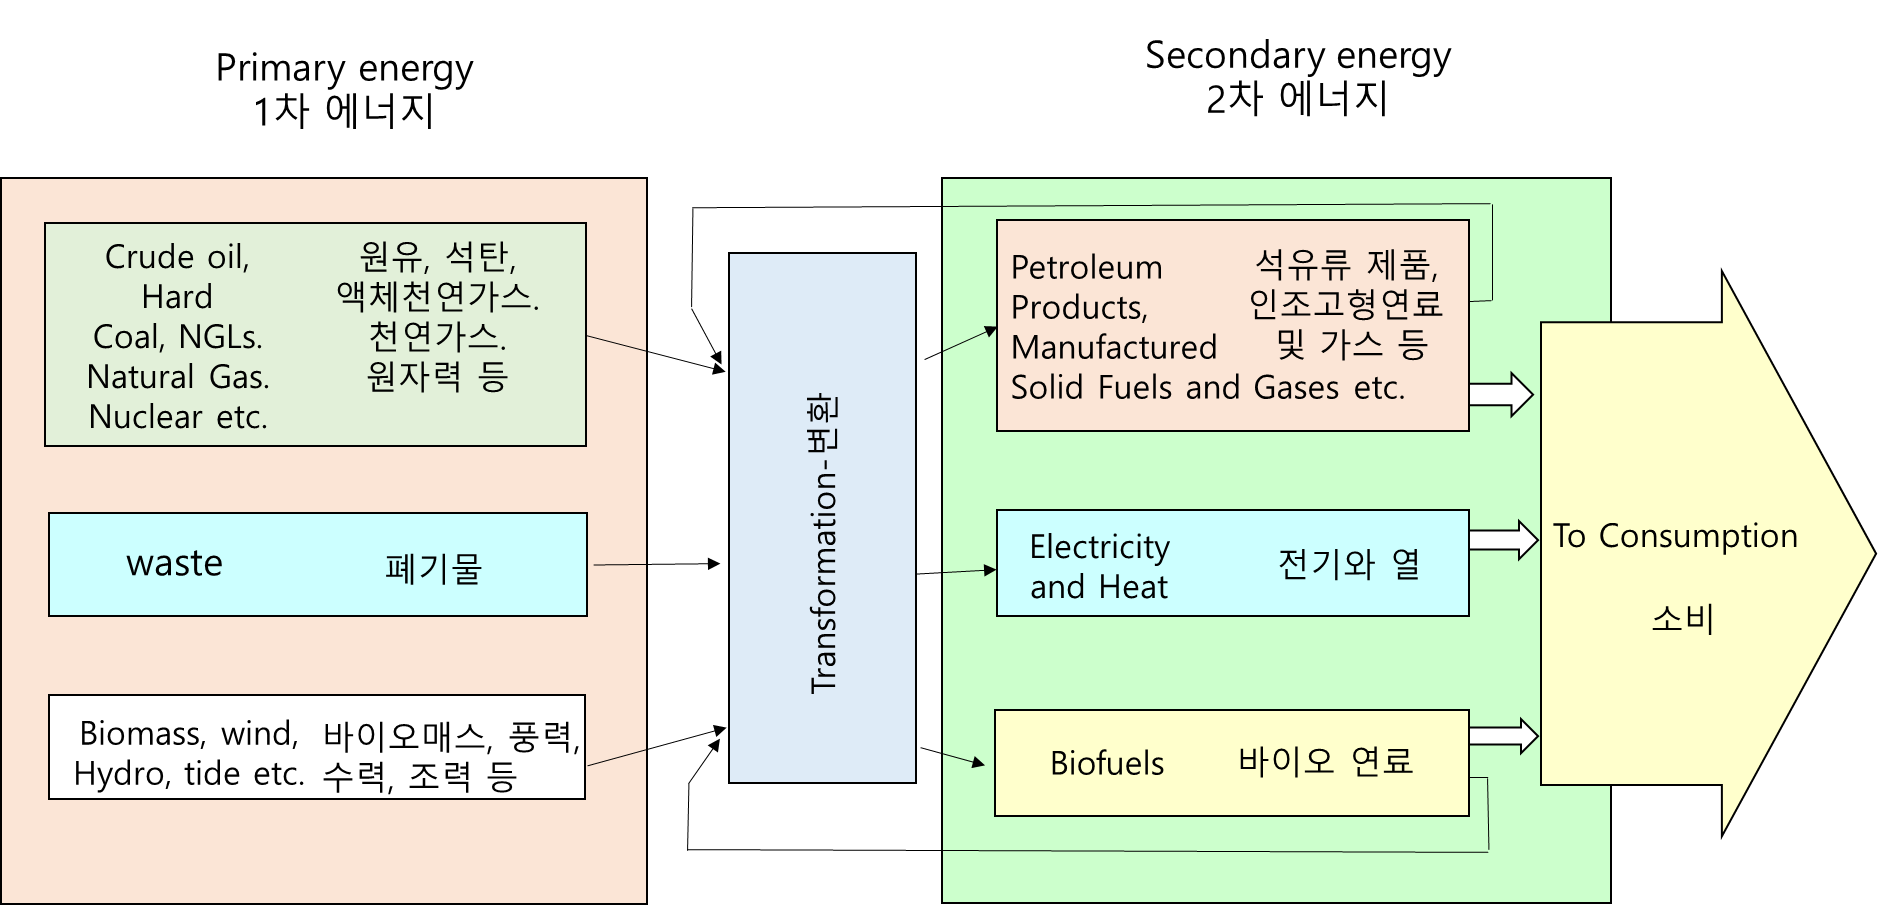 Primary energy
1차 에너지
Secondary energy
2차 에너지
Crude oil,
Hard
Coal, NGLs.
Natural Gas.
Nuclear etc.
원유, 석탄,
액체천연가스.
천연가스.
원자력 등
waste
폐기물
Biomass, wind,
Hydro, tide etc.
바이오매스, 풍력,
수력, 조력 등
Transformation-변환
Petroleum
Products,
Manufactured
Solid Fuels and Gases etc.
석유류 제품,
인조고형연료
및 가스 등
Electricity
and Heat
전기와 열
Biofuels
바이오 연료
To Consumption
소비